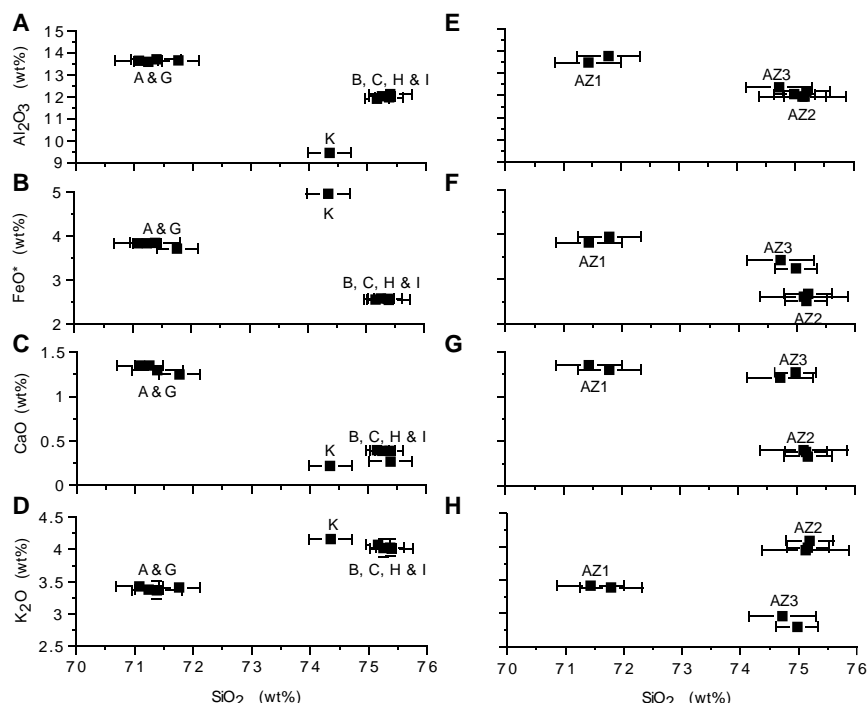 A
15
14
13
12
11
10
9
Al2O3 (wt%)
A & G
B, C, H & I
K
B
5
4
3
2
FeO* (wt%)
A & G
K
B, C, H & I
C
1.5
1
0.5
0
CaO (wt%)
A & G
B, C, H & I
K
D
4.5
4
3.5
3
2.5
K2O (wt%)
K
A & G
B, C, H & I
70 71 72 73 74 75 76
SiO2 (wt%)
E
AZ1
AZ3
AZ2
F
AZ1
AZ3
AZ2
G
AZ1
AZ3
AZ2
H
AZ2
AZ1
AZ3
70 71 72 73 74 75 76
SiO2 (wt%)